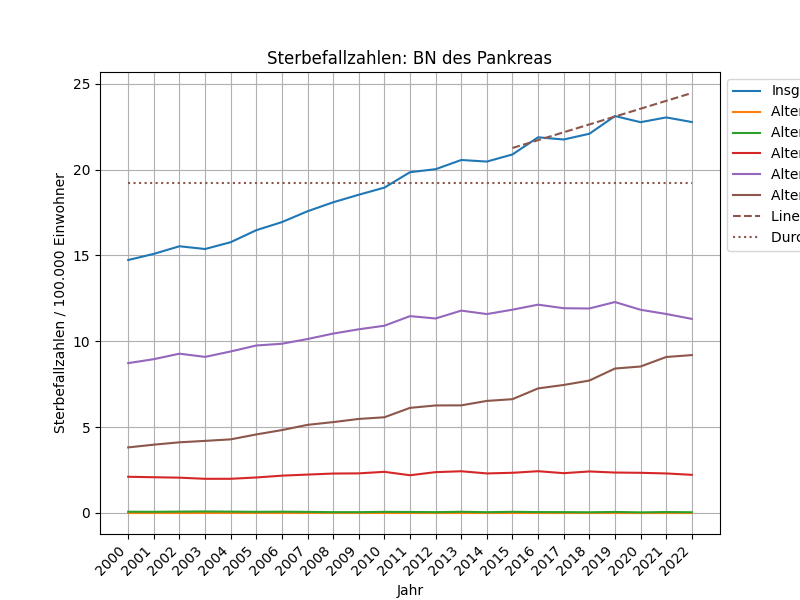 Sterbefallzahlen: BN des Pankreas
25
20
15
10
5
0
Sterbefallzahlen / 100.000 Einwohner
2000
2001
2002
2003
2004
2005
2006
2007
2008
2009
2010
2011
2012
2013
2014
2015
2016
2017
2018
2019
2020
2021
2022
Jahr
Insg
Alter
Alter
Alter
Alter
Alter
Line
Durc